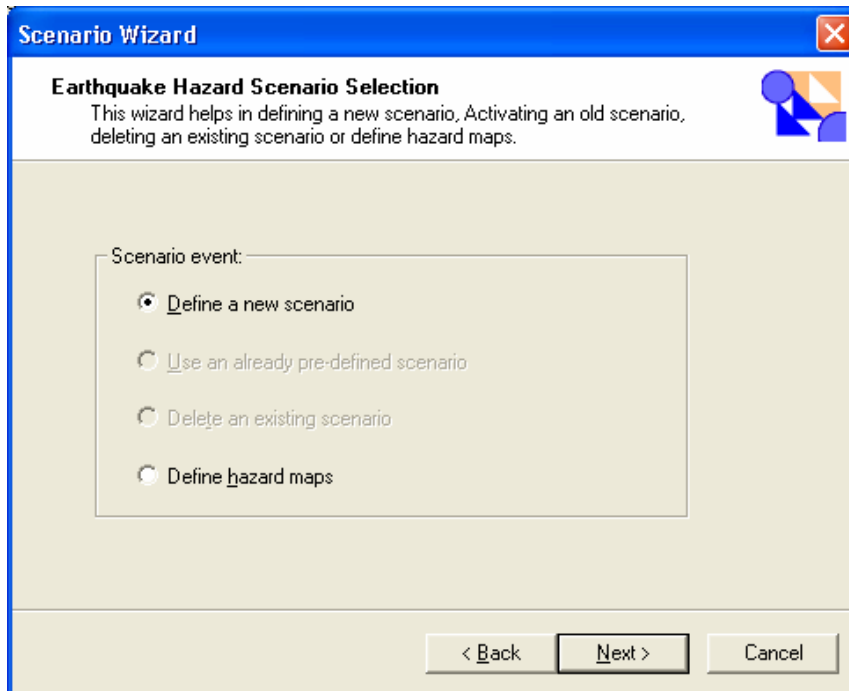 Scenario Wizard
Earthquake Hazard Scenario Selection
This wizard helps in defining a new scenario, Activating an old scenario,
deleting an existing scenario or define hazard maps.
Scenario event:
Define a new scenario
Use an already pre-defined scenario
Delete an existing scenario
Define hazard maps
< Back Next > Cancel